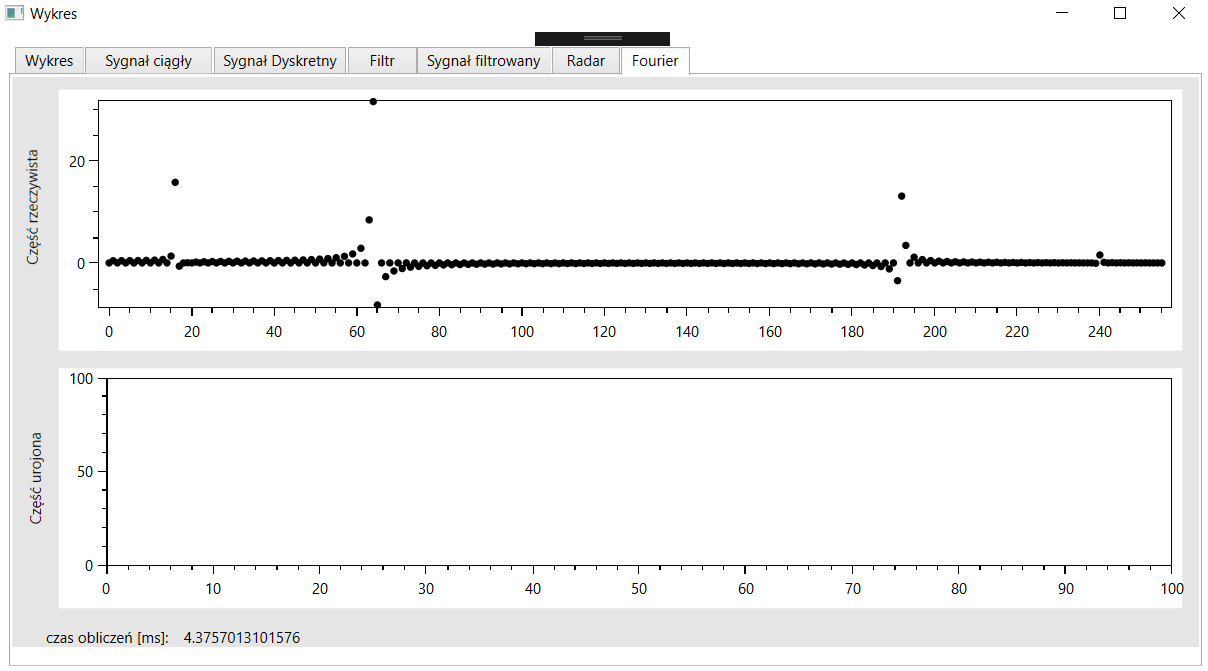 Wykres
Wykres Sygnał ciągły Sygnał Dyskretny Filtr Sygnał filtrowany Radar Fourier
Część rzeczywista
20
0
0 20 40 60 80 100 120 140 160 180 200 220 240
Część urojona
100
50
0
0 10 20 30 40 50 60 70 80 90 100
czas obliczeń [ms]: 4.3757013101576